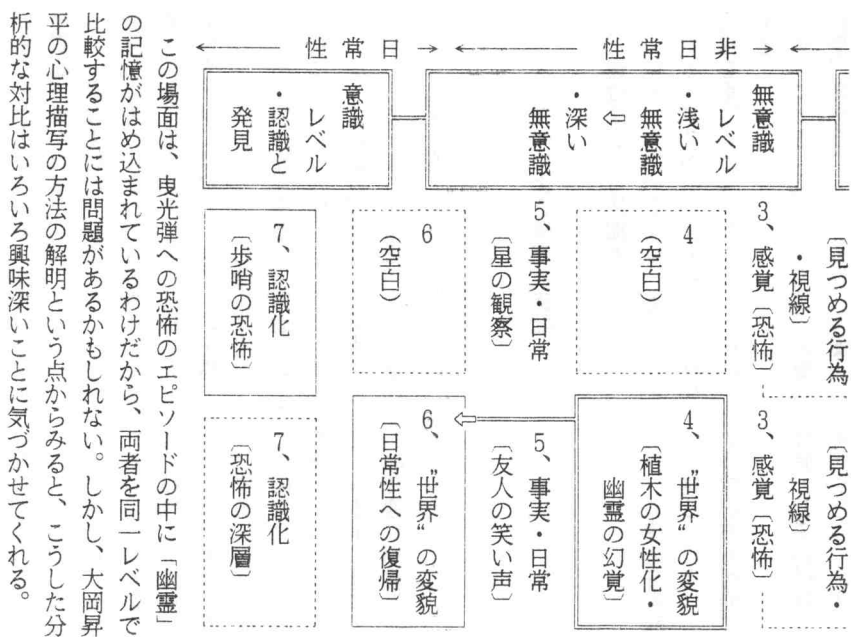 非日常性
日常性
無意識
レベル
・浅い
無意識
⇩
・深い
無意識
意識
レベル
・認識と
発見
〔見つめる行為
・視線〕
3、感覚〔恐怖〕
4
(空白)
5、事実・日常
〔星の観察〕
6
(空白)
7、認識化
〔歩哨の恐怖〕
〔見つめる行為・
視線〕
3、感覚〔恐怖〕
4、〝世界〟の変貌
〔植木の女性化・
幽霊の幻覚〕
5、事実・日常
〔友人の笑い声〕
6、〝世界〟の変貌
〔日常性への復帰〕
7、認識化
〔恐怖の深層〕
この場面は、曳光弾への恐怖のエピソードの中に「幽霊」
の記憶がはめ込まれているわけだから、両者を同一レベルで
比較することには問題があるかもしれない。しかし、大岡昇
平の心理描写の方法の解明という点からみると、こうした分
析的な対比はいろいろ興味深いことに気づかせてくれる。